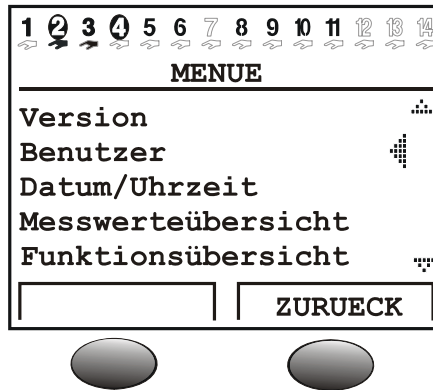 1 2 3 4 5 6 7 8 9 10 11 12 13 14
MENUE
Version
Benutzer
Datum/Uhrzeit
Messwerteübersicht
Funktionsübersicht
ZURUECK